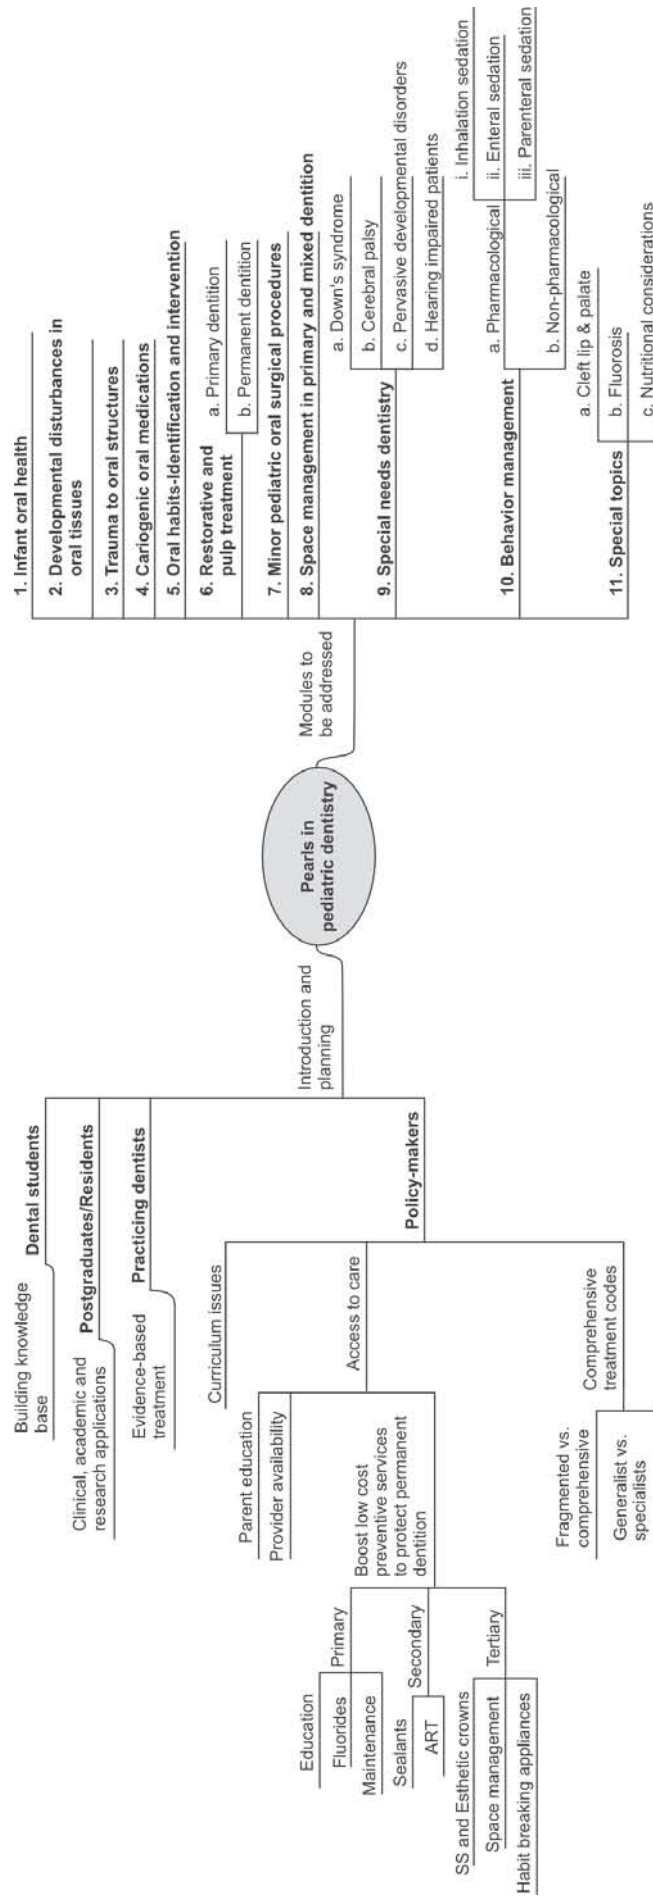 Pearls in
pediatric dentistry
Introduction and
planning
Dental students
Building knowledge
base
Postgraduates/Residents
Clinical, academic and
research applications
Practicing dentists
Evidence-based
treatment
Policy-makers
Curriculum issues
Access to care
Parent education
Provider availability
Boost low cost
preventive services
to protect permanent
dentition
Primary
Education
Fluorides
Maintenance
Secondary
Sealants
ART
Tertiary
SS and Esthetic crowns
Space management
Habit breaking appliances
Comprehensive
treatment codes
Fragmented vs.
comprehensive
Generalist vs.
specialists
Modules to
be addressed
1. Infant oral health
2. Developmental disturbances in
oral tissues
3. Trauma to oral structures
4. Cariogenic oral medications
5. Oral habits-Identification and intervention
6. Restorative and
pulp treatment
a. Primary dentition
b. Permanent dentition
7. Minor pediatric oral surgical procedures
8. Space management in primary and mixed dentition
9. Special needs dentistry
a. Down's syndrome
b. Cerebral palsy
c. Pervasive developmental disorders
d. Hearing impaired patients
10. Behavior management
a. Pharmacological
i. Inhalation sedation
ii. Enteral sedation
iii. Parenteral sedation
b. Non-pharmacological
11. Special topics
a. Cleft lip & palate
b. Fluorosis
c. Nutritional considerations